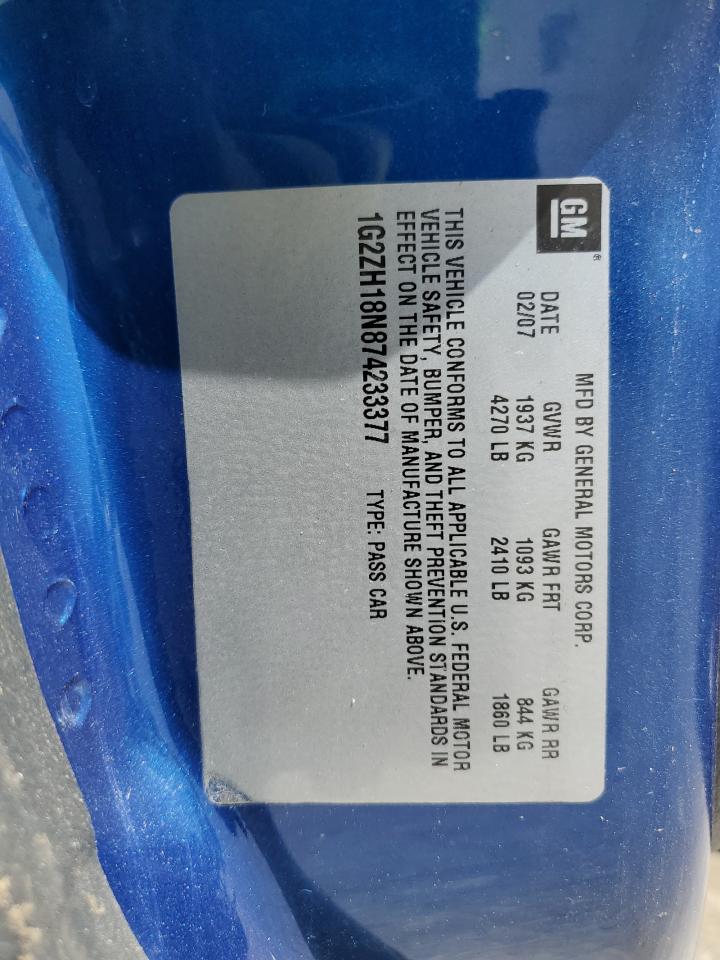 GM®
MFD BY GENERAL MOTORS CORP.
DATE GVWR GAWR FRT GAWR RR
02/07 1937 KG 1093 KG 844 KG
4270 LB 2410 LB 1860 LB
THIS VEHICLE CONFORMS TO ALL APPLICABLE U.S. FEDERAL MOTOR
VEHICLE SAFETY, BUMPER, AND THEFT PREVENTION STANDARDS IN
EFFECT ON THE DATE OF MANUFACTURE SHOWN ABOVE.
1G2ZH18N874233377 TYPE: PASS CAR